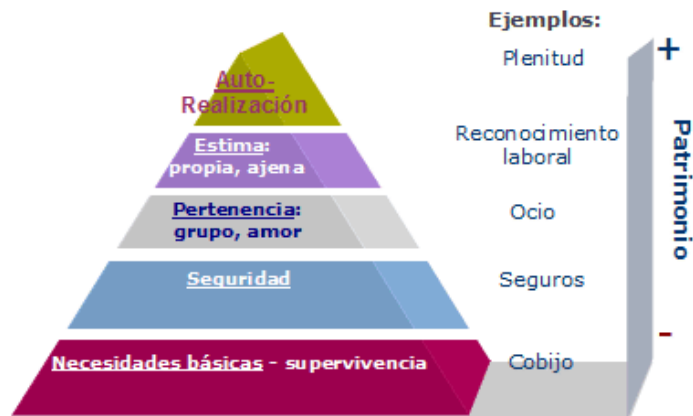 Ejemplos:
Auto-
Realización
Plenitud
Estima:
propia, ajena
Reconocimiento
laboral
Pertenencia:
grupo, amor
Ocio
Seguridad
Seguros
Necesidades básicas - supervivencia
Cobijo
+
Patrimonio
-